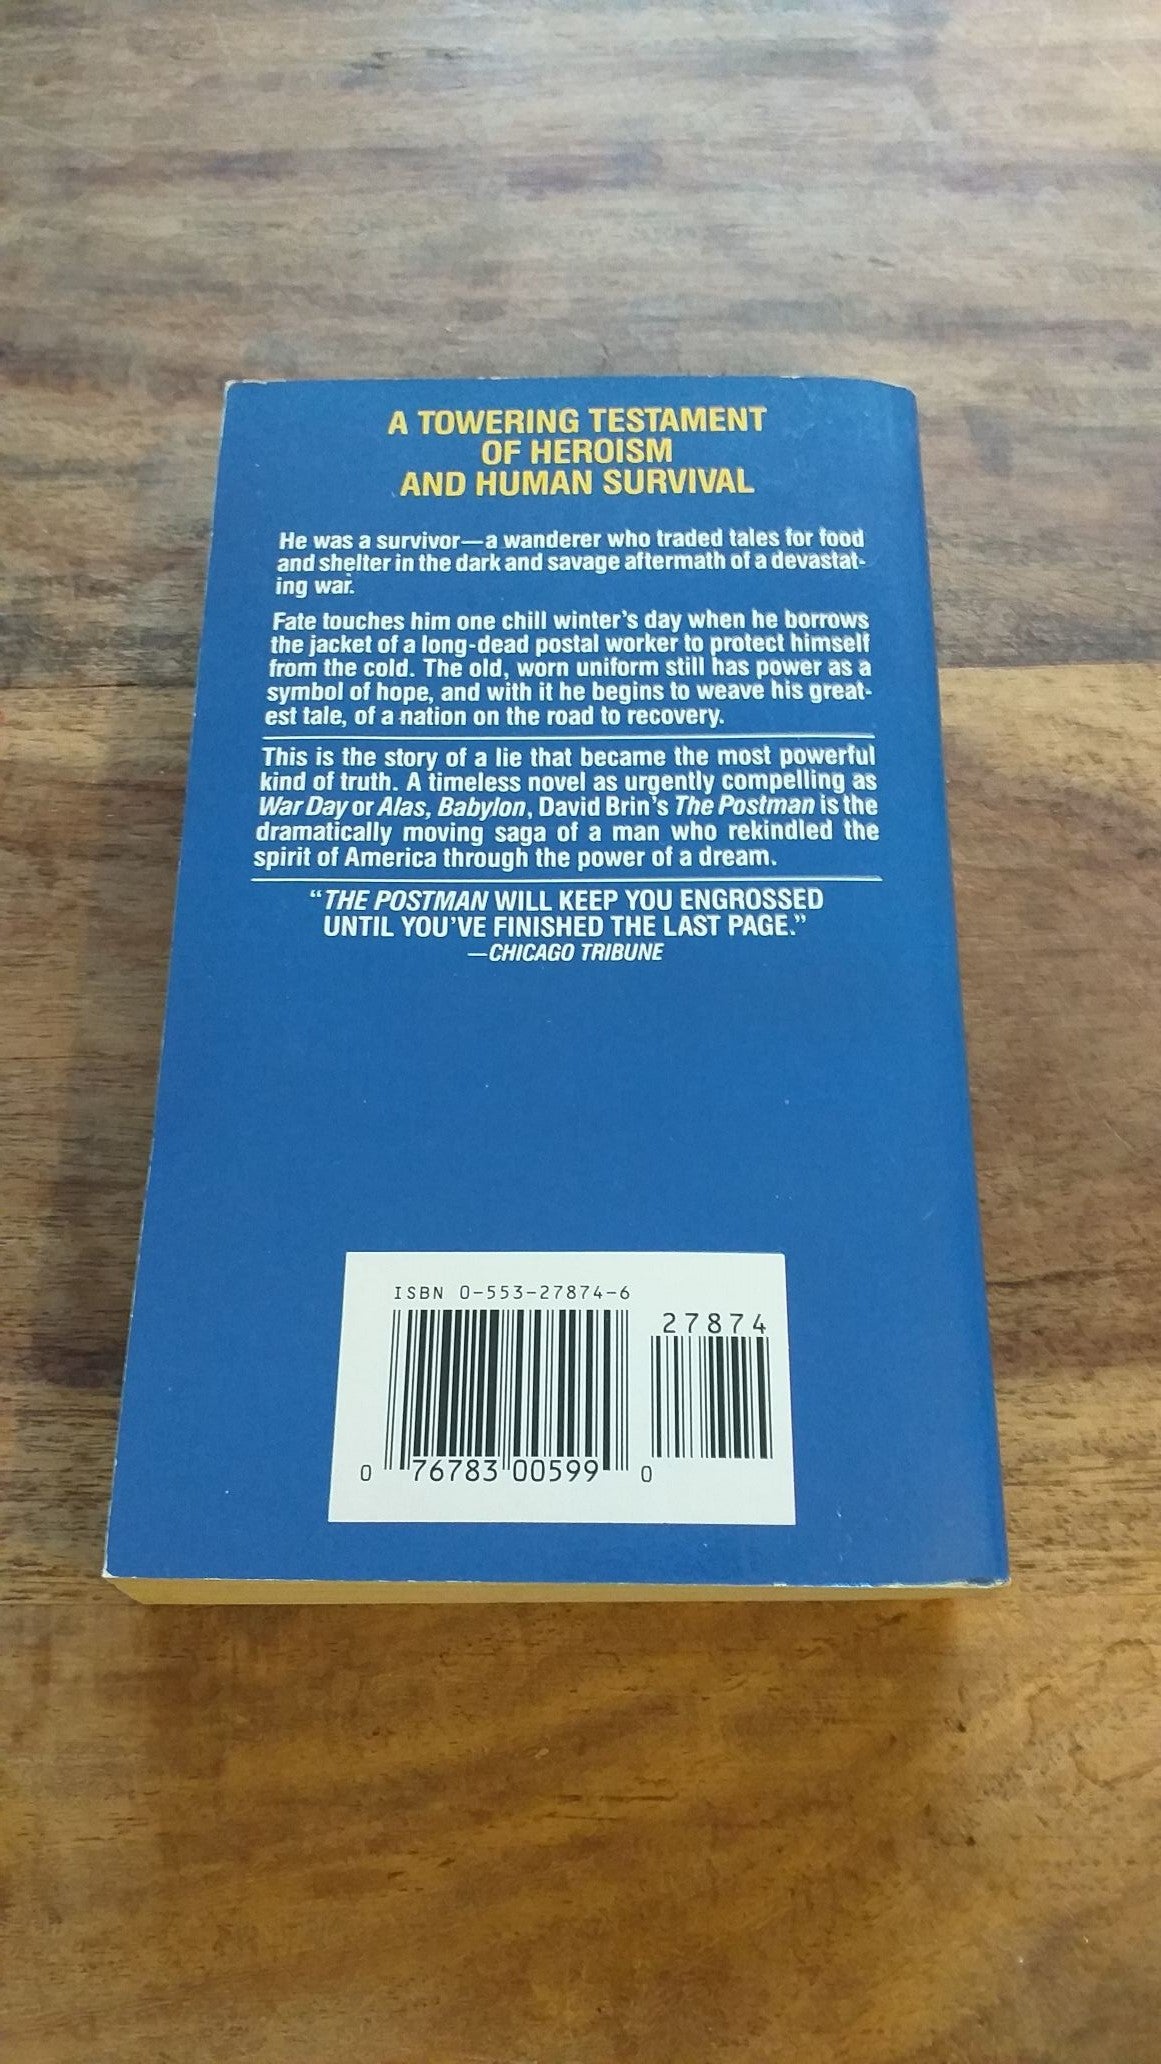 A TOWERING TESTAMENT
OF HEROISM
AND HUMAN SURVIVAL
He was a survivor—a wanderer who traded tales for food
and shelter in the dark and savage aftermath of a devastat-
ing war.
Fate touches him one chill winter's day when he borrows
the jacket of a long-dead postal worker to protect himself
from the cold. The old, worn uniform still has power as a
symbol of hope, and with it he begins to weave his great-
est tale, of a nation on the road to recovery.
This is the story of a lie that became the most powerful
kind of truth. A timeless novel as urgently compelling as
War Day or Alas, Babylon, David Brin's The Postman is the
dramatically moving saga of a man who rekindled the
spirit of America through the power of a dream.
"THE POSTMAN WILL KEEP YOU ENGROSSED
UNTIL YOU'VE FINISHED THE LAST PAGE."
—CHICAGO TRIBUNE
ISBN 0-553-27874-6
27874
0 76783 00599 0